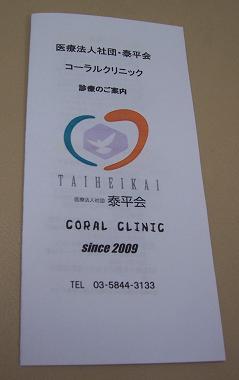 医療法人社団・泰平会
コーラルクリニック
診療のご案内
TAIHEIKAI
医療法人社団 泰平会
CORAL CLINIC
since 2009
TEL 03-5844-3133